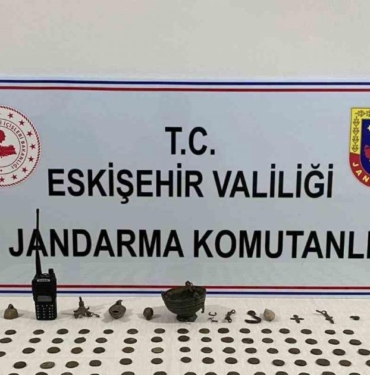 T.C.
ESKİŞEHİR VALİLİĞİ
JANDARMA KOMUTANLI